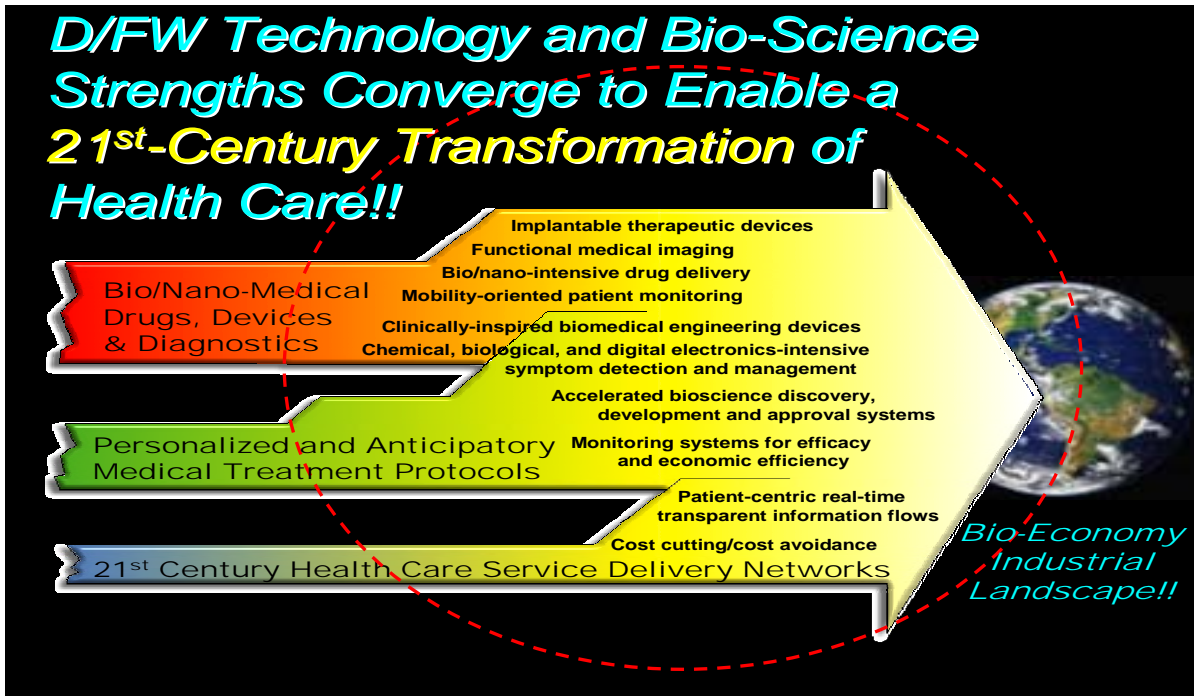 D/FW Technology and Bio-Science
Strengths Converge to Enable a
21st-Century Transformation of
Health Care!!
Implantable therapeutic devices
Functional medical imaging
Bio/nano-intensive drug delivery
Mobility-oriented patient monitoring
Bio/Nano-Medical
Drugs, Devices
& Diagnostics
Clinically-inspired biomedical engineering devices
Chemical, biological, and digital electronics-intensive
symptom detection and management
Accelerated bioscience discovery,
development and approval systems
Personalized and Anticipatory
Medical Treatment Protocols
Monitoring systems for efficacy
and economic efficiency
Patient-centric real-time
transparent information flows
Cost cutting/cost avoidance
21st Century Health Care Service Delivery Networks
Bio-Economy
Industrial
Landscape!!